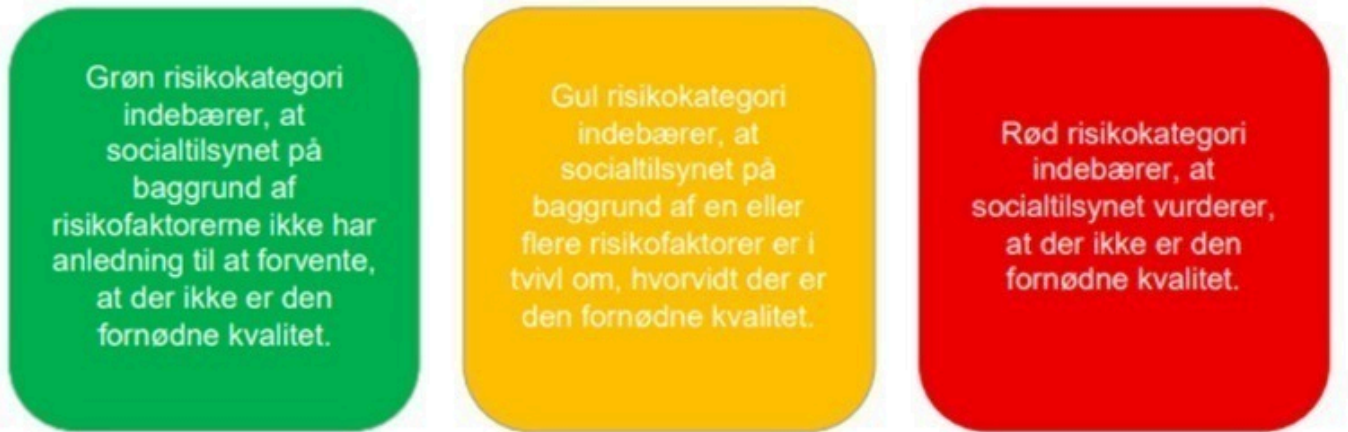 Grøn risikokategori
indebærer, at
socialtilsynet på
baggrund af
risikofaktorerne ikke har
anledning til at forvente,
at der ikke er den
fornødne kvalitet.
Gul risikokategori
indebærer, at
socialtilsynet på
baggrund af en eller
flere risikofaktorer er i
tvivl om, hvorvidt der er
den fornødne kvalitet.
Rød risikokategori
indebærer, at
socialtilsynet vurderer,
at der ikke er den
fornødne kvalitet.